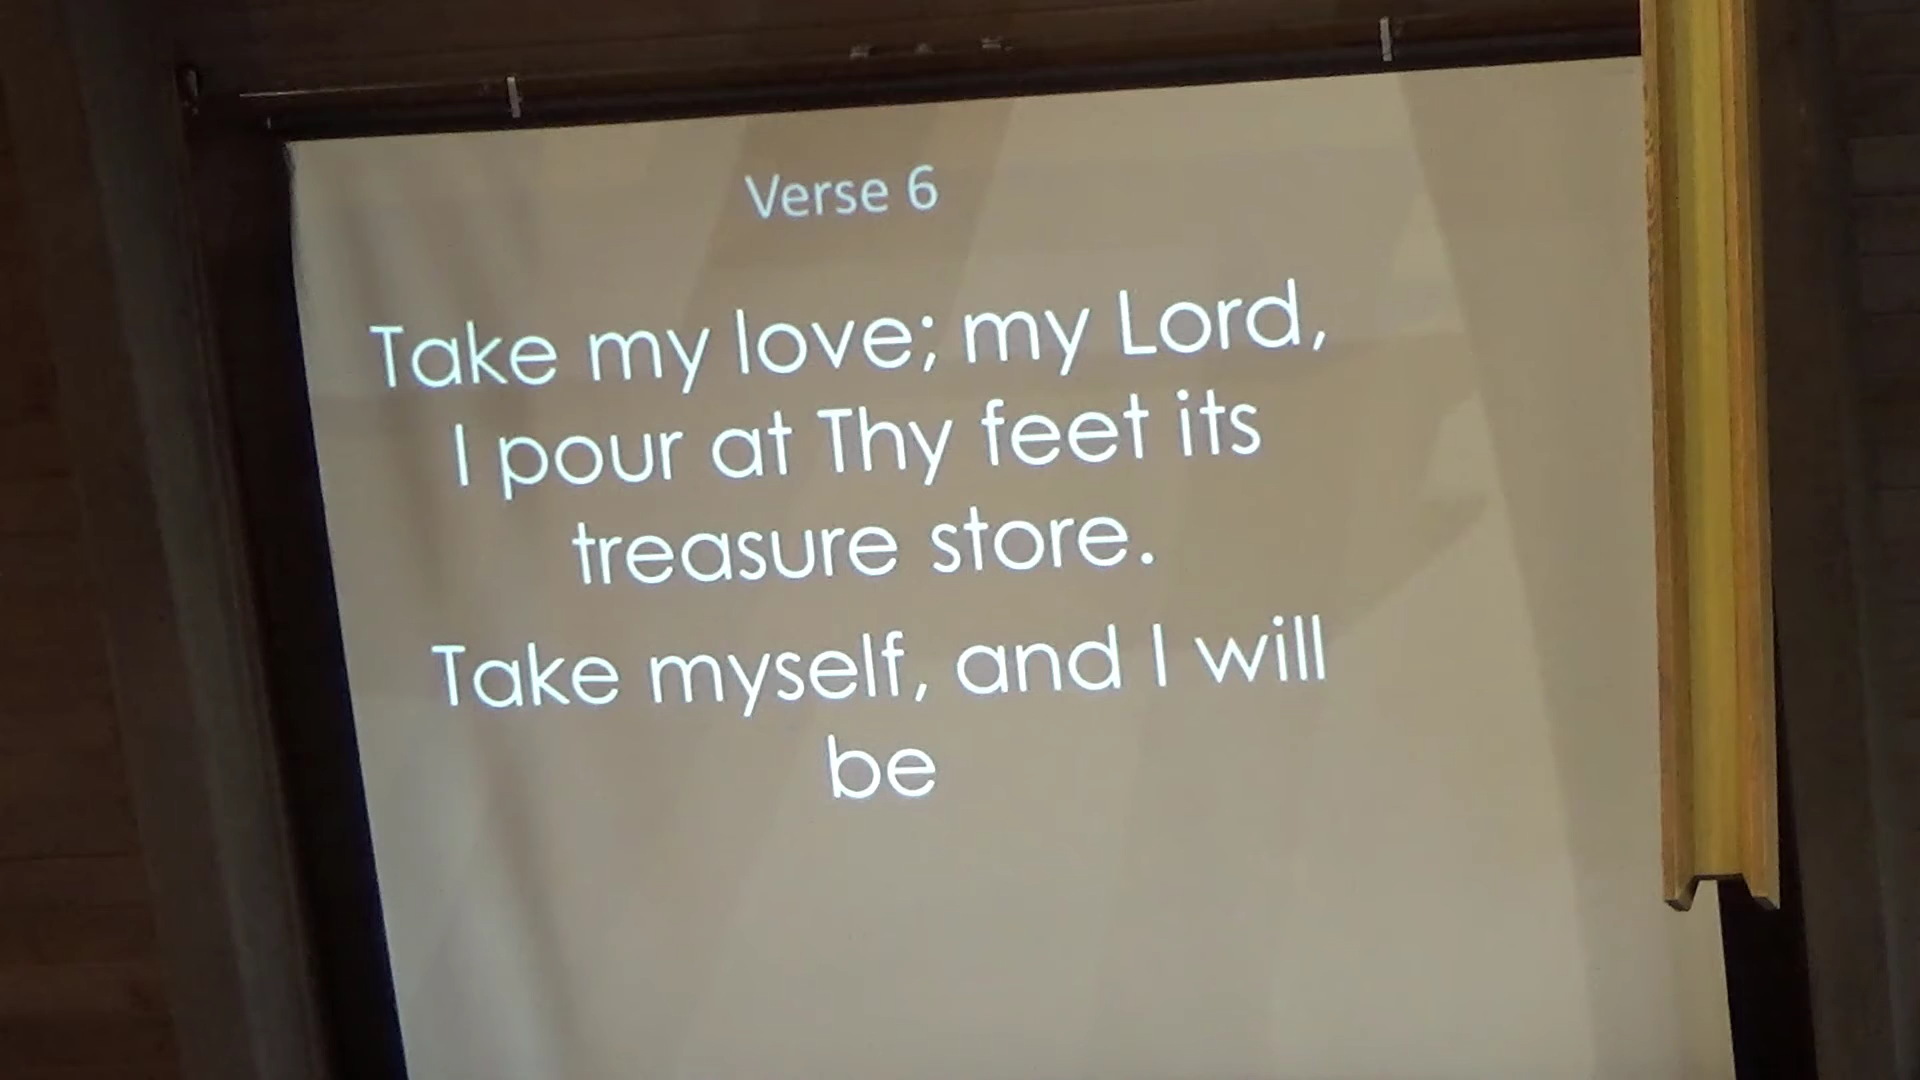 Verse 6
Take my love; my Lord,
I pour at Thy feet its
treasure store.
Take myself, and I will
be